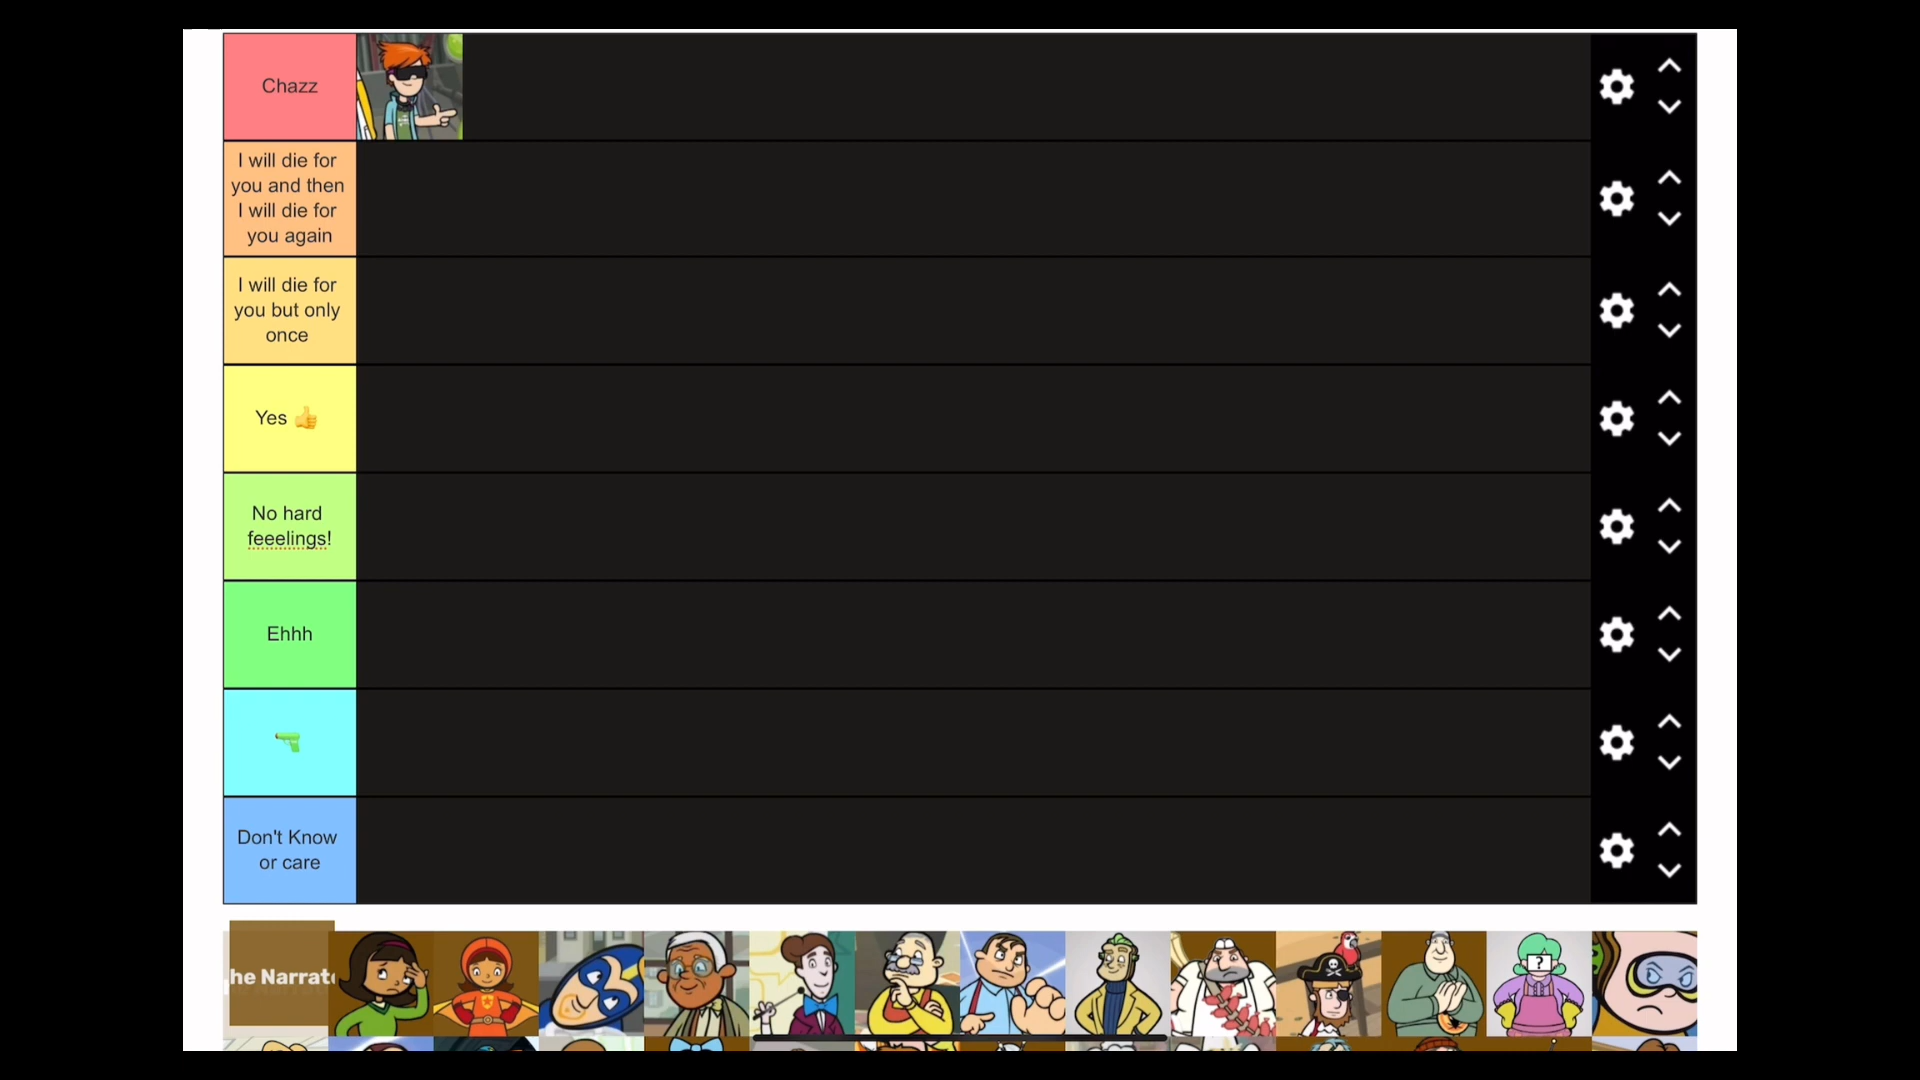 Chazz
I will die for
you and then
I will die for
you again
I will die for
you but only
once
Yes 👍
No hard
feeelings!
Ehhh
🔫
Don't Know
or care
he Narrat
?